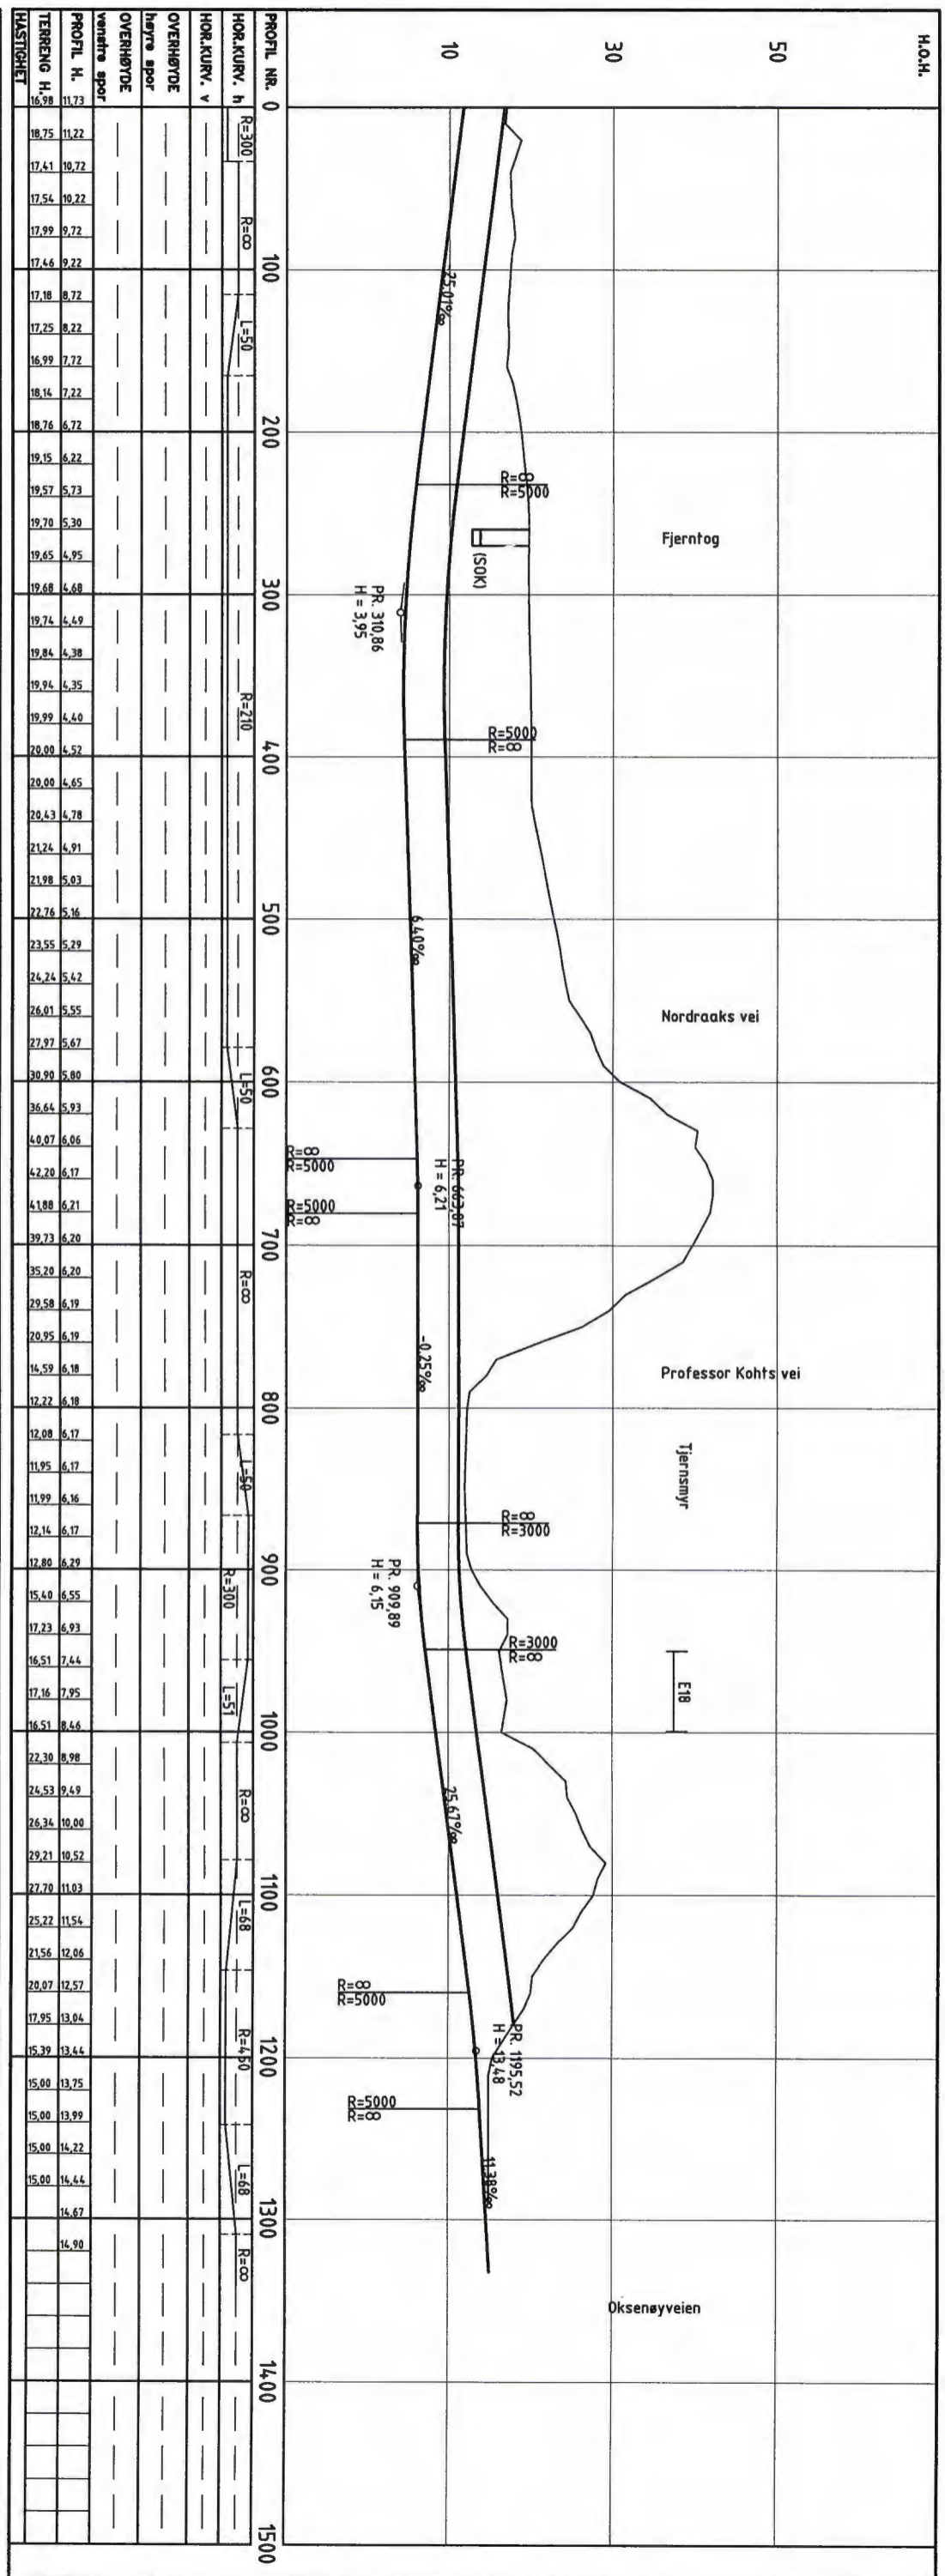 H.O.H.
50
30
10
Fjerntog
Nordraaks vei
Professor Kohts vei
Tjernsmyr
E18
Oksenøyveien
25.01‰
R=∞
R=5000
(SOK)
PR. 310,86
H = 3,95
R=5000
R=∞
6.40‰
R=∞
R=5000
PR. 663,87
H = 6,21
R=5000
R=∞
-0.25‰
R=∞
R=3000
PR. 909,89
H = 6,15
R=3000
R=∞
25.67‰
R=∞
R=5000
PR. 1195,52
H = 13,48
R=5000
R=∞
11.38‰
PROFIL NR. 0 100 200 300 400 500 600 700 800 900 1000 1100 1200 1300 1400 1500
HOR.KURV. h R=300 R=∞ L=50 R=210 L=50 R=∞ L=50 R=300 L=51 R=∞ L=68 R=450 L=68 R=∞
HOR.KURV. v
OVERHØYDE
høyre spor
OVERHØYDE
venstre spor
PROFIL H. 11,73 11,22 10,72 10,22 9,72 9,22 8,72 8,22 7,72 7,22 6,72 6,22 5,73 5,30 4,95 4,68 4,49 4,38 4,35 4,40 4,52 4,65 4,78 4,91 5,03 5,16 5,29 5,42 5,55 5,67 5,80 5,93 6,06 6,17 6,21 6,20 6,20 6,19 6,19 6,18 6,18 6,17 6,17 6,16 6,17 6,29 6,55 6,93 7,44 7,95 8,46 8,98 9,49 10,00 10,52 11,03 11,54 12,06 12,57 13,04 13,44 13,75 13,99 14,22 14,44 14,67 14,90
TERRENG H. 16,98 18,75 17,41 17,54 17,99 17,46 17,18 17,25 16,99 18,14 18,76 19,15 19,57 19,70 19,65 19,68 19,74 19,84 19,94 19,99 20,00 20,00 20,43 21,24 21,98 22,76 23,55 24,24 26,01 27,97 30,90 36,64 40,07 42,20 41,88 39,73 35,20 29,58 20,95 14,59 12,22 12,08 11,95 11,99 12,14 12,80 15,40 17,23 16,51 17,16 16,51 22,30 24,53 26,34 29,21 27,70 25,22 21,56 20,07 17,95 15,39 15,00 15,00 15,00 15,00
HASTIGHET